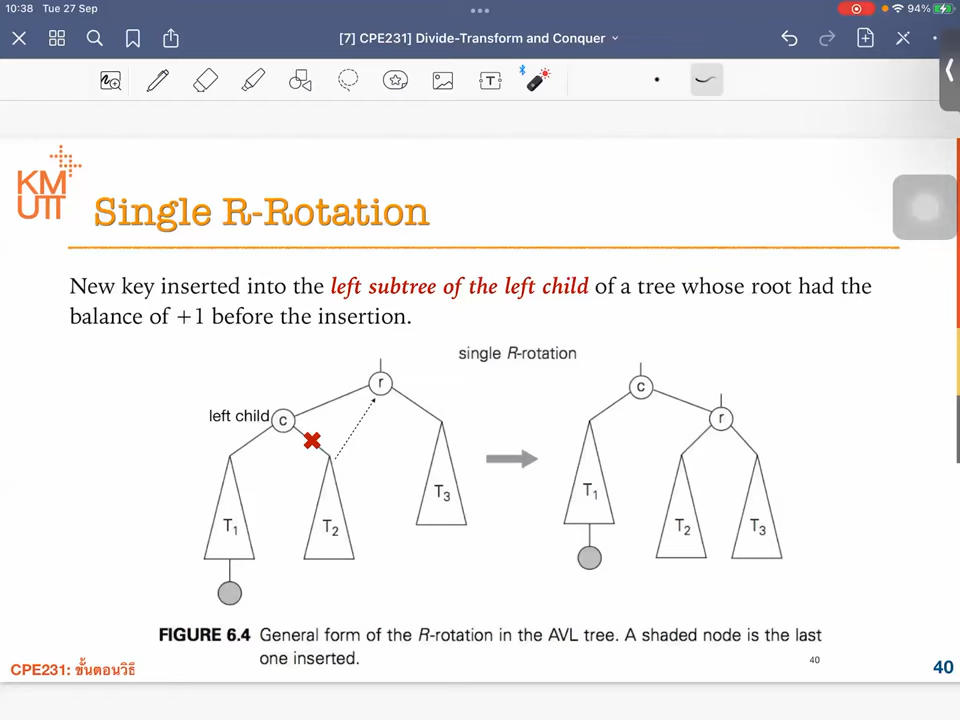 10:38 Tue 27 Sep
94%
[7] CPE231] Divide-Transform and Conquer
T
KM
UTT
Single R-Rotation
New key inserted into the left subtree of the left child of a tree whose root had the
balance of +1 before the insertion.
single R-rotation
r
c
left child c
r
T3
T1
T1
T2
T2
T3
FIGURE 6.4 General form of the R-rotation in the AVL tree. A shaded node is the last
one inserted.
40
CPE231: ขั้นตอนวิธี
40